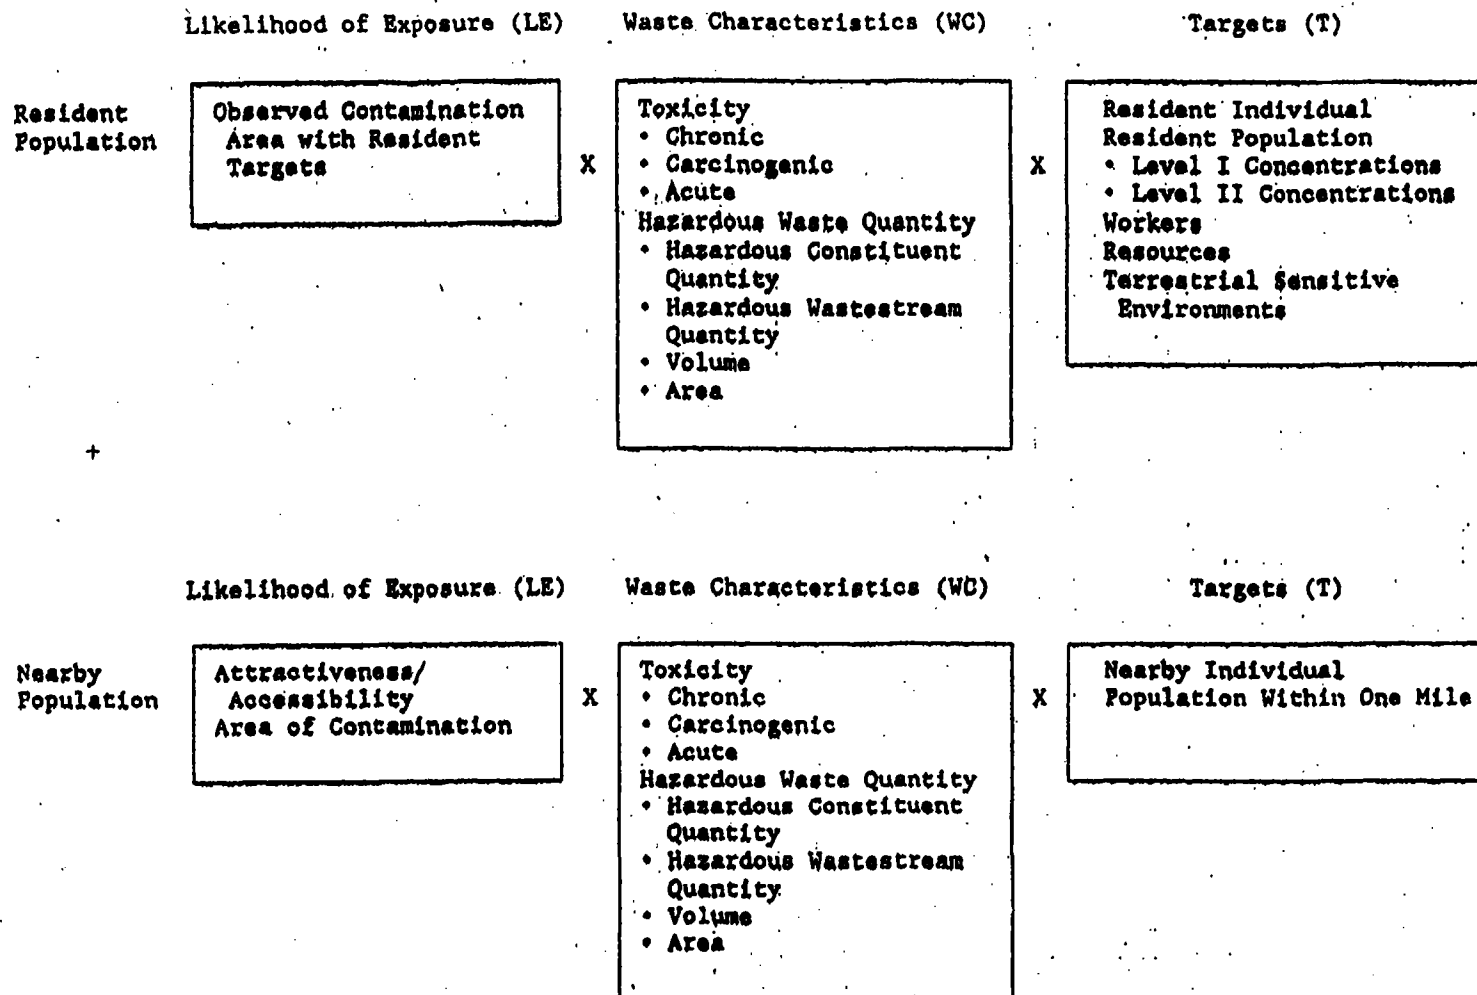 Likelihood of Exposure (LE) Waste Characteristics (WC) Targets (T)
Resident
Population
Observed Contamination
Area with Resident
Targets
X
Toxicity
• Chronic
• Carcinogenic
• Acute
Hazardous Waste Quantity
• Hazardous Constituent
Quantity
• Hazardous Wastestream
Quantity
• Volume
• Area
X
Resident Individual
Resident Population
• Level I Concentrations
• Level II Concentrations
Workers
Resources
Terrestrial Sensitive
Environments
+
Likelihood of Exposure (LE) Waste Characteristics (WC) Targets (T)
Nearby
Population
Attractiveness/
Accessibility
Area of Contamination
X
Toxicity
• Chronic
• Carcinogenic
• Acute
Hazardous Waste Quantity
• Hazardous Constituent
Quantity
• Hazardous Wastestream
Quantity
• Volume
• Area
X
Nearby Individual
Population Within One Mile